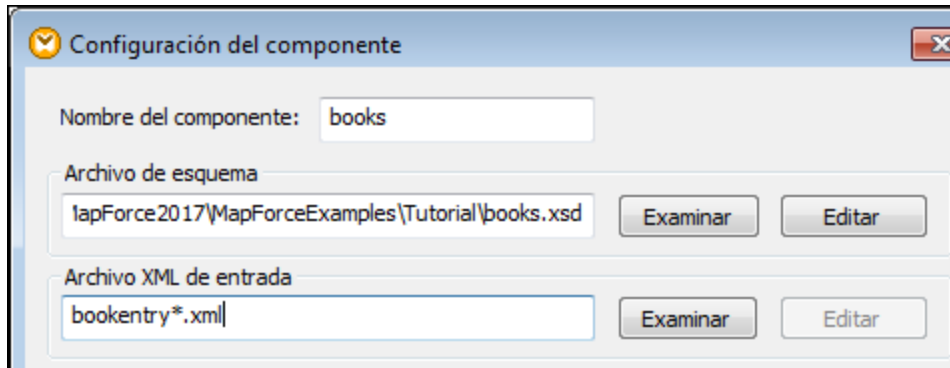 Configuración del componente
Nombre del componente: books
Archivo de esquema
MapForce2017\MapForceExamples\Tutorial\books.xsd Examinar Editar
Archivo XML de entrada
bookentry*.xml Examinar Editar